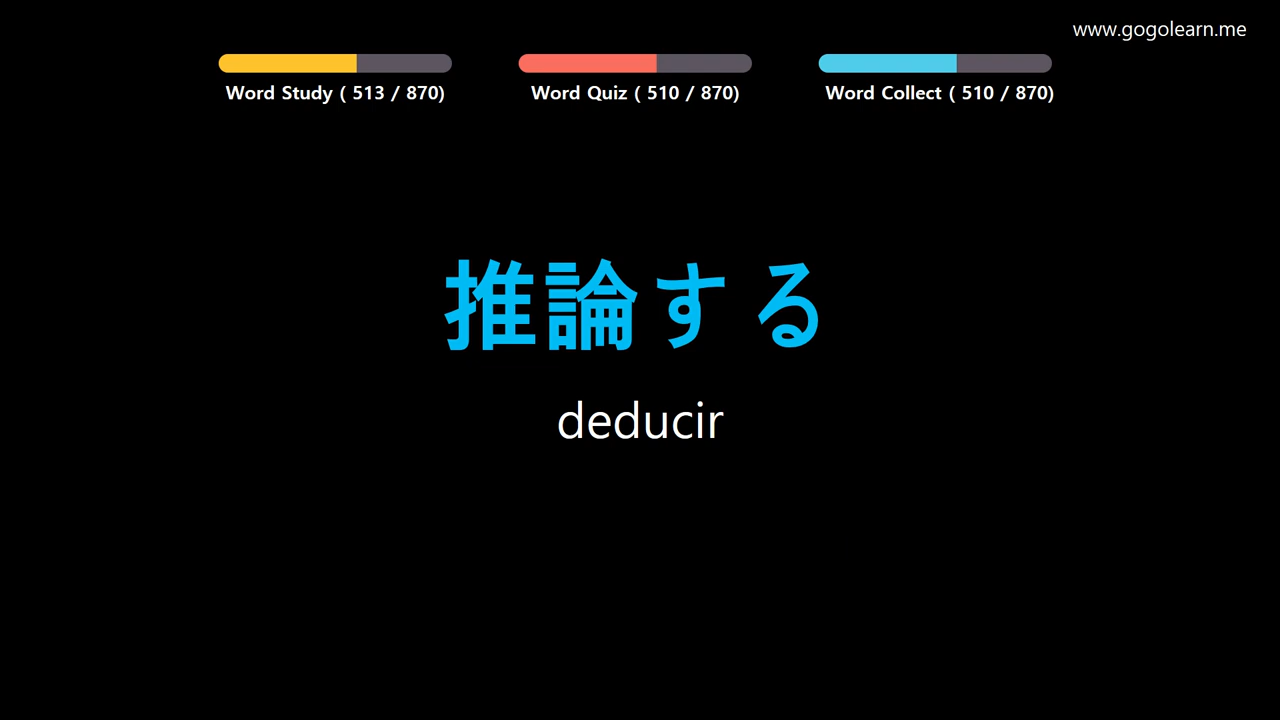 www.gogolearn.me
Word Study ( 513 / 870)
Word Quiz ( 510 / 870)
Word Collect ( 510 / 870)
推論する
deducir